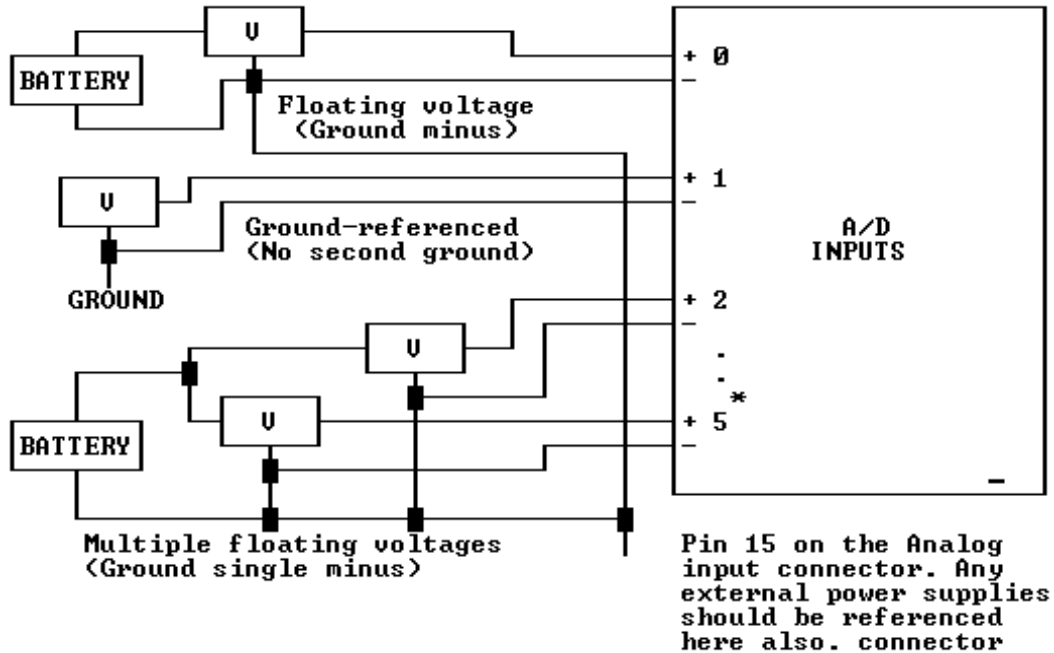 V
+ 0
BATTERY
−
Floating voltage
(Ground minus)
+ 1
V
−
Ground-referenced
(No second ground)
A/D
INPUTS
GROUND
+ 2
−
V
.
.
*
V
+ 5
BATTERY
−
Multiple floating voltages
(Ground single minus)
Pin 15 on the Analog
input connector. Any
external power supplies
should be referenced
here also. connector